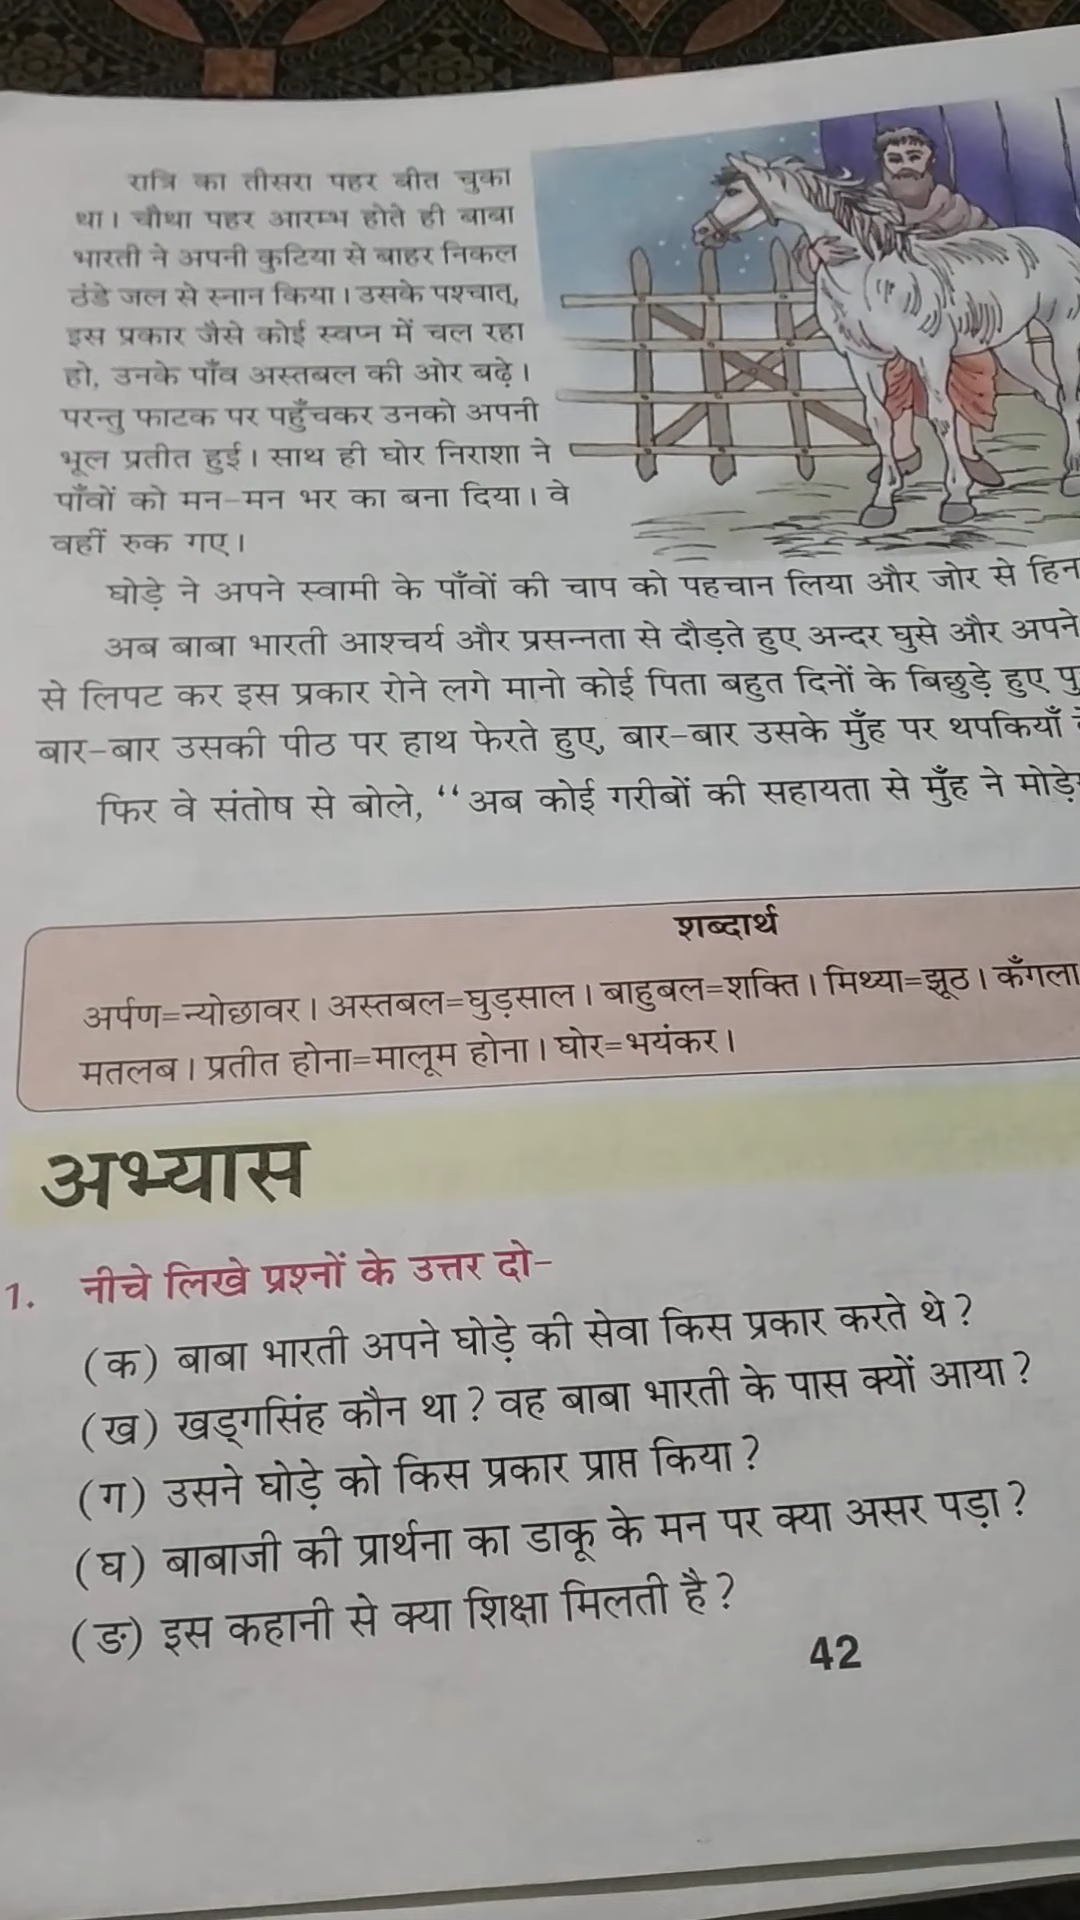 रात्रि का तीसरा पहर बीत चुका
था। चौथा पहर आरम्भ होते ही बाबा
भारती ने अपनी कुटिया से बाहर निकल
ठंडे जल से स्नान किया। उसके पश्चात्,
इस प्रकार जैसे कोई स्वप्न में चल रहा
हो, उनके पाँव अस्तबल की ओर बढ़े।
परन्तु फाटक पर पहुँचकर उनको अपनी
भूल प्रतीत हुई। साथ ही घोर निराशा ने
पाँवों को मन-मन भर का बना दिया। वे
वहीं रुक गए।
घोड़े ने अपने स्वामी के पाँवों की चाप को पहचान लिया और जोर से
अब बाबा भारती आश्चर्य और प्रसन्नता से दौड़ते हुए अन्दर घुसे और अपने
से लिपट कर इस प्रकार रोने लगे मानो कोई पिता बहुत दिनों के बिछुड़े हुए
बार-बार उसकी पीठ पर हाथ फेरते हुए, बार-बार उसके मुँह पर थपकियाँ
फिर वे संतोष से बोले, “अब कोई गरीबों की सहायता से मुँह ने
शब्दार्थ
अर्पण=न्योछावर। अस्तबल=घुड़साल। बाहुबल=शक्ति। मिथ्या=झूठ। कँगला
मतलब। प्रतीत होना=मालूम होना। घोर=भयंकर।
अभ्यास
1. नीचे लिखे प्रश्नों के उत्तर दो-
(क) बाबा भारती अपने घोड़े की सेवा किस प्रकार करते थे?
(ख) खड्गसिंह कौन था? वह बाबा भारती के पास क्यों आया?
(ग) उसने घोड़े को किस प्रकार प्राप्त किया?
(घ) बाबाजी की प्रार्थना का डाकू के मन पर क्या असर पड़ा?
(ङ) इस कहानी से क्या शिक्षा मिलती है?
42